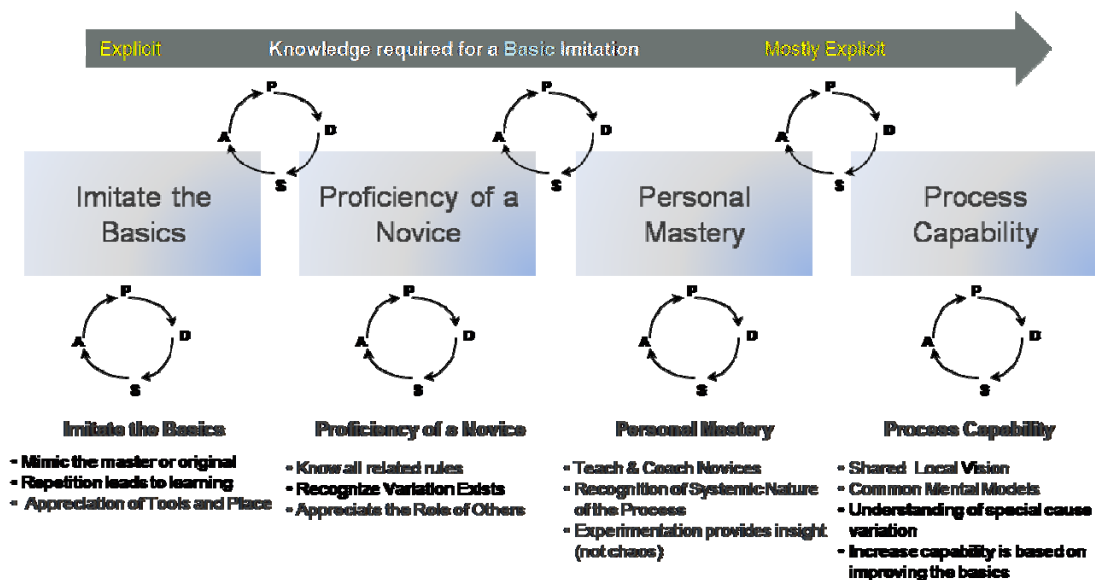 Explicit Knowledge required for a Basic Imitation Mostly Explicit
P P P
A D A D A D
S S S
Imitate the
Basics
Proficiency of a
Novice
Personal
Mastery
Process
Capability
P P P P
A D A D A D A D
S S S S
Imitate the Basics
• Mimic the master or original
• Repetition leads to learning
• Appreciation of Tools and Place
Proficiency of a Novice
• Know all related rules
• Recognize Variation Exists
• Appreciate the Role of Others
Personal Mastery
• Teach & Coach Novices
• Recognition of Systemic Nature
of the Process
• Experimentation provides insight
(not chaos)
Process Capability
• Shared Local Vision
• Common Mental Models
• Understanding of special cause
variation
• Increase capability is based on
improving the basics